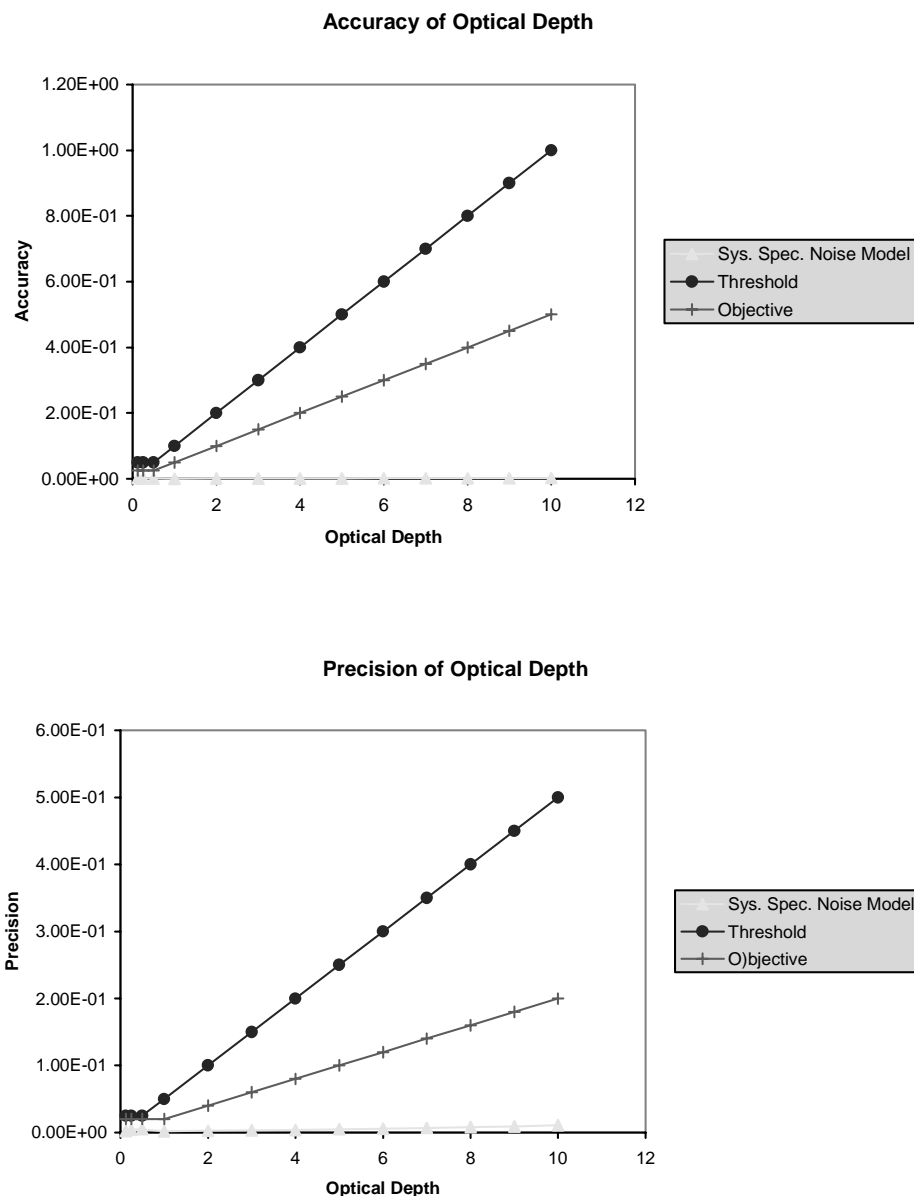 Accuracy of Optical Depth
1.20E+00
1.00E+00
8.00E-01
6.00E-01
4.00E-01
2.00E-01
0.00E+00
Accuracy
0 2 4 6 8 10 12
Optical Depth
Sys. Spec. Noise Model
Threshold
Objective
Precision of Optical Depth
6.00E-01
5.00E-01
4.00E-01
3.00E-01
2.00E-01
1.00E-01
0.00E+00
Precision
0 2 4 6 8 10 12
Optical Depth
Sys. Spec. Noise Model
Threshold
O)bjective